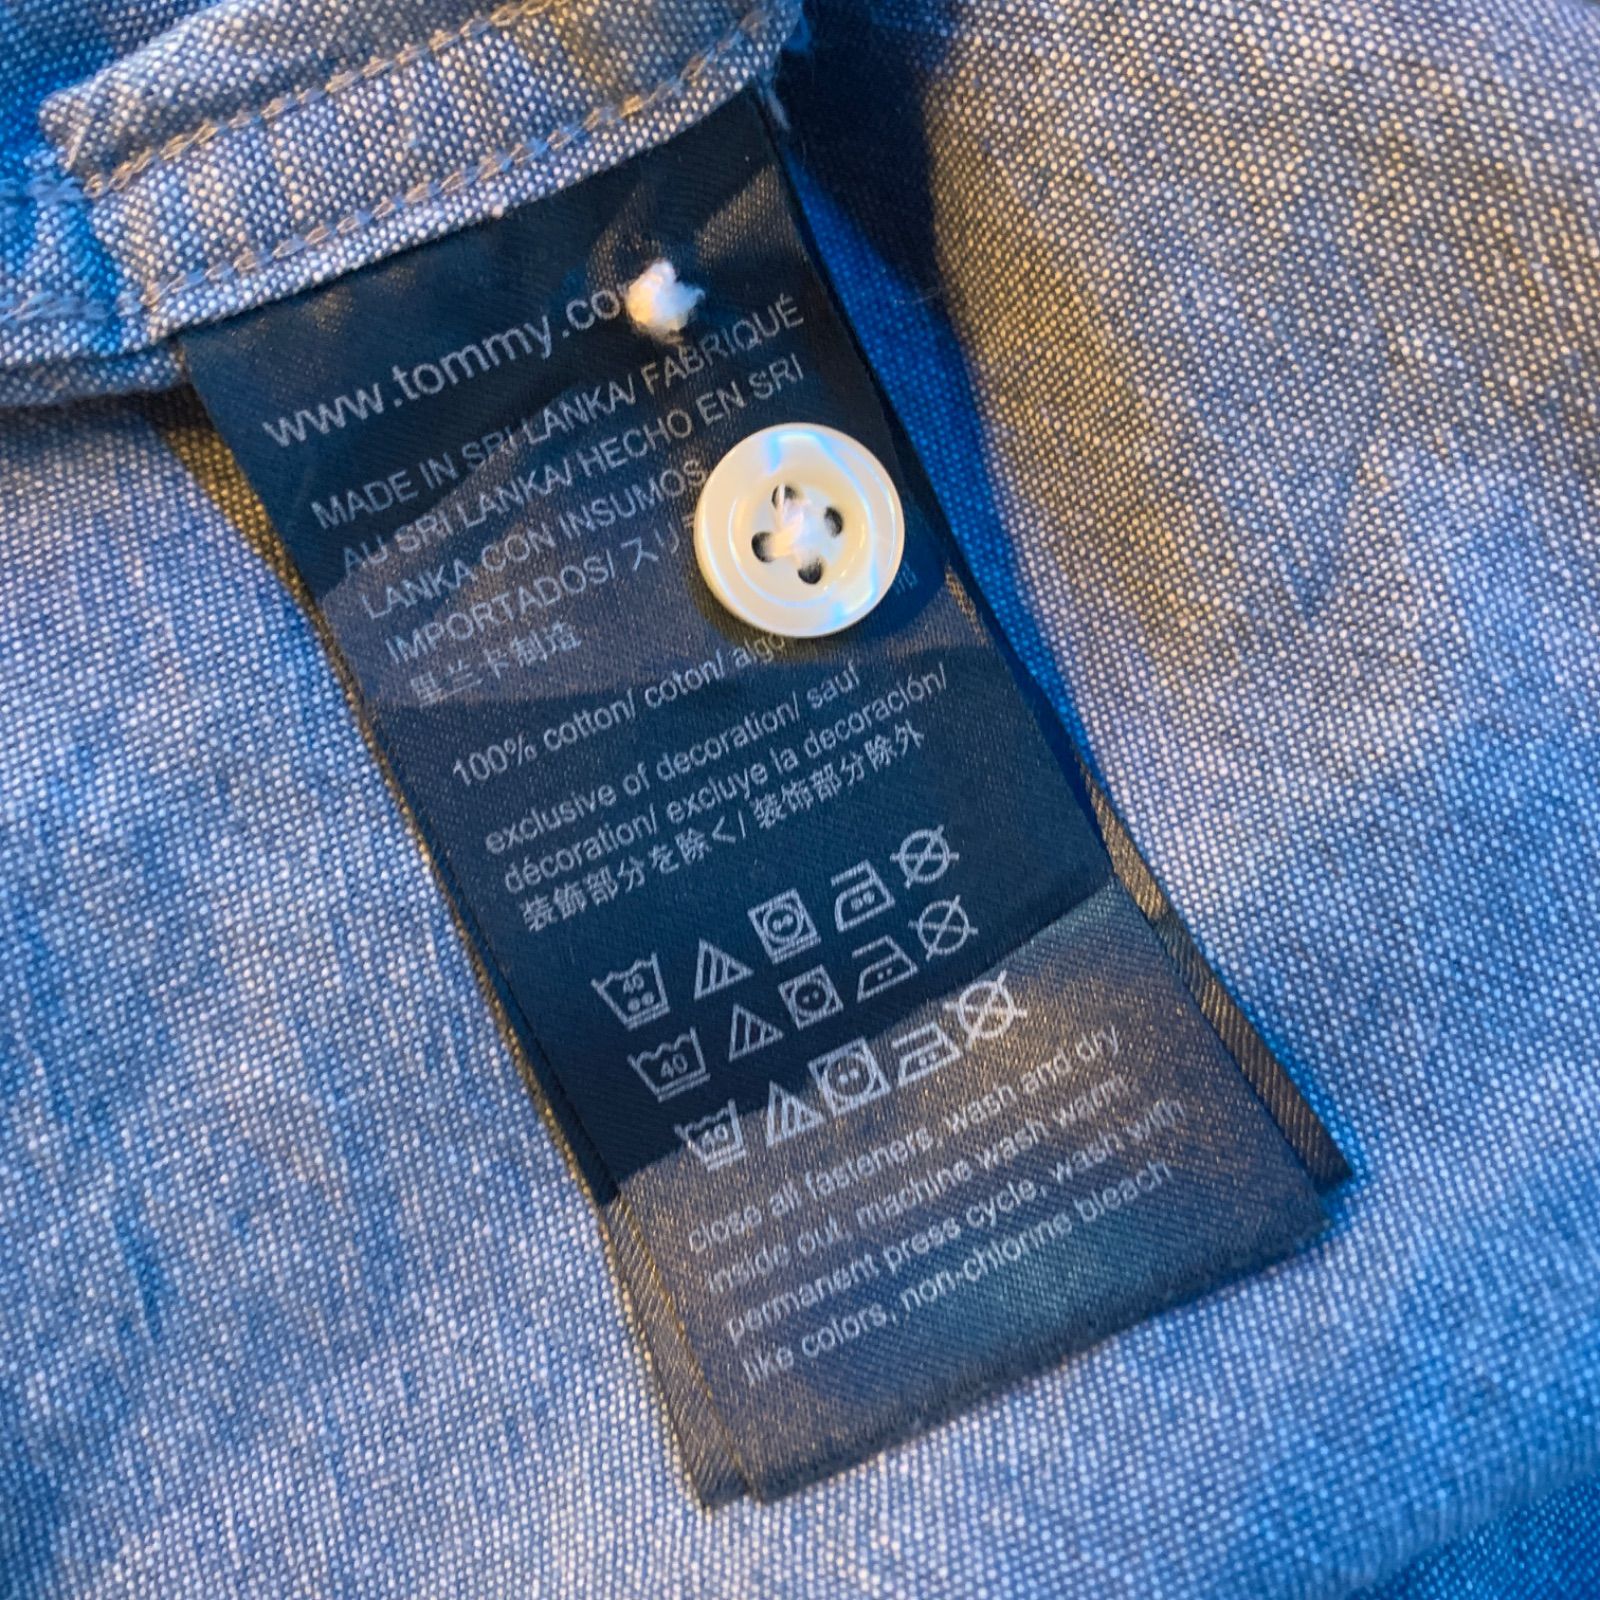 www.tommy.co
MADE IN SRI LANKA/ FABRIQUÉ
AU SRI LANKA/ HECHO EN SRI
LANKA CON INSUMOS
IMPORTADOS/ スリ
里兰卡制造
100% cotton/ coton/ algo
exclusive of decoration/ sauf
décoration/ excluye la decoración/
装飾部分を除く/ 装饰部分除外
40
40
close all fasteners, wash and dry
inside out, machine wash warm
permanent press cycle, wash with
like colors, non-chlorine bleach